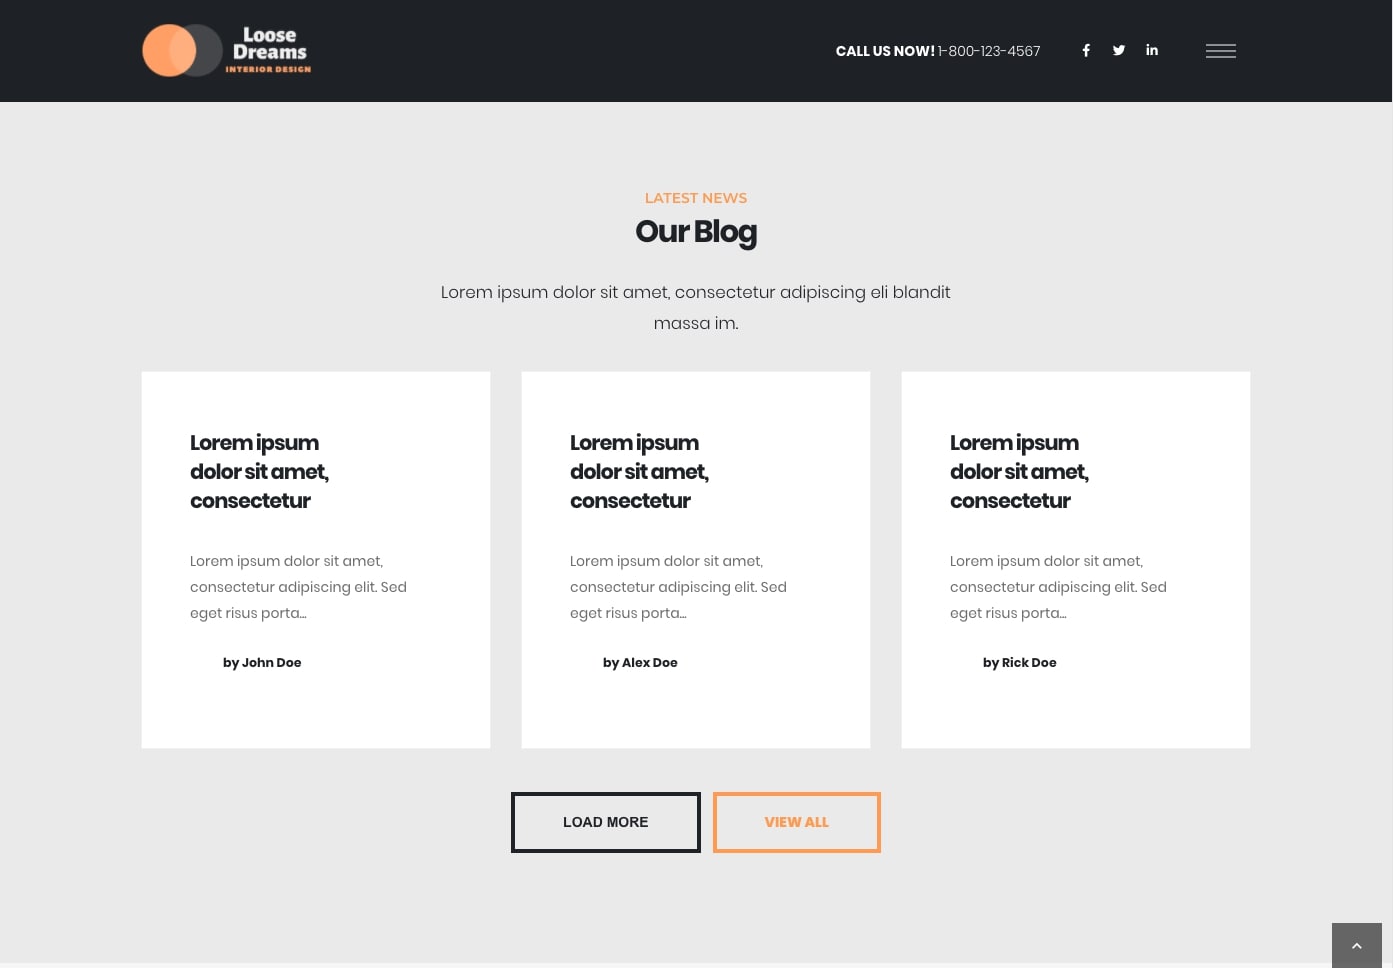 Loose
Dreams
INTERIOR DESIGN
CALL US NOW! 1-800-123-4567
LATEST NEWS
Our Blog
Lorem ipsum dolor sit amet, consectetur adipiscing eli blandit
massa im.
Lorem ipsum
dolor sit amet,
consectetur
Lorem ipsum dolor sit amet,
consectetur adipiscing elit. Sed
eget risus porta...
by John Doe
Lorem ipsum
dolor sit amet,
consectetur
Lorem ipsum dolor sit amet,
consectetur adipiscing elit. Sed
eget risus porta...
by Alex Doe
Lorem ipsum
dolor sit amet,
consectetur
Lorem ipsum dolor sit amet,
consectetur adipiscing elit. Sed
eget risus porta...
by Rick Doe
LOAD MORE
VIEW ALL